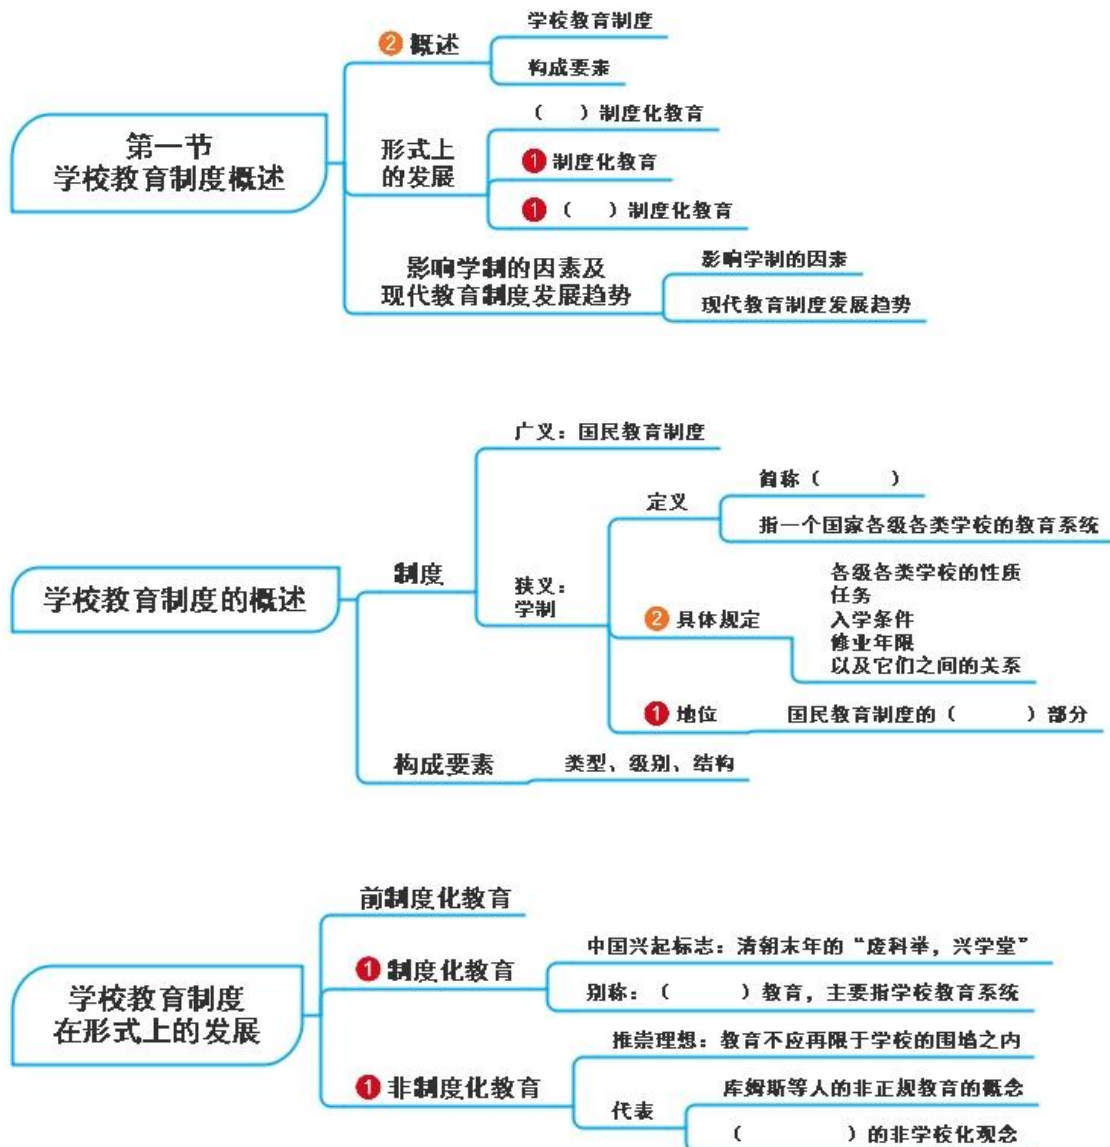 学校教育制度
② 概述
构成要素
（　）制度化教育
第一节
学校教育制度概述
形式上
的发展
① 制度化教育
① （　）制度化教育
影响学制的因素及
现代教育制度发展趋势
影响学制的因素
现代教育制度发展趋势
广义：国民教育制度
简称（　　　）
定义
指一个国家各级各类学校的教育系统
制度
学校教育制度的概述
狭义：
学制
② 具体规定
各级各类学校的性质
任务
入学条件
修业年限
以及它们之间的关系
① 地位
国民教育制度的（　　　）部分
构成要素
类型、级别、结构
前制度化教育
中国兴起标志：清朝末年的“废科举，兴学堂”
① 制度化教育
别称：（　　　）教育，主要指学校教育系统
学校教育制度
在形式上的发展
推崇理想：教育不应再限于学校的围墙之内
① 非制度化教育
代表
库姆斯等人的非正规教育的概念
（　　　　）的非学校化观念